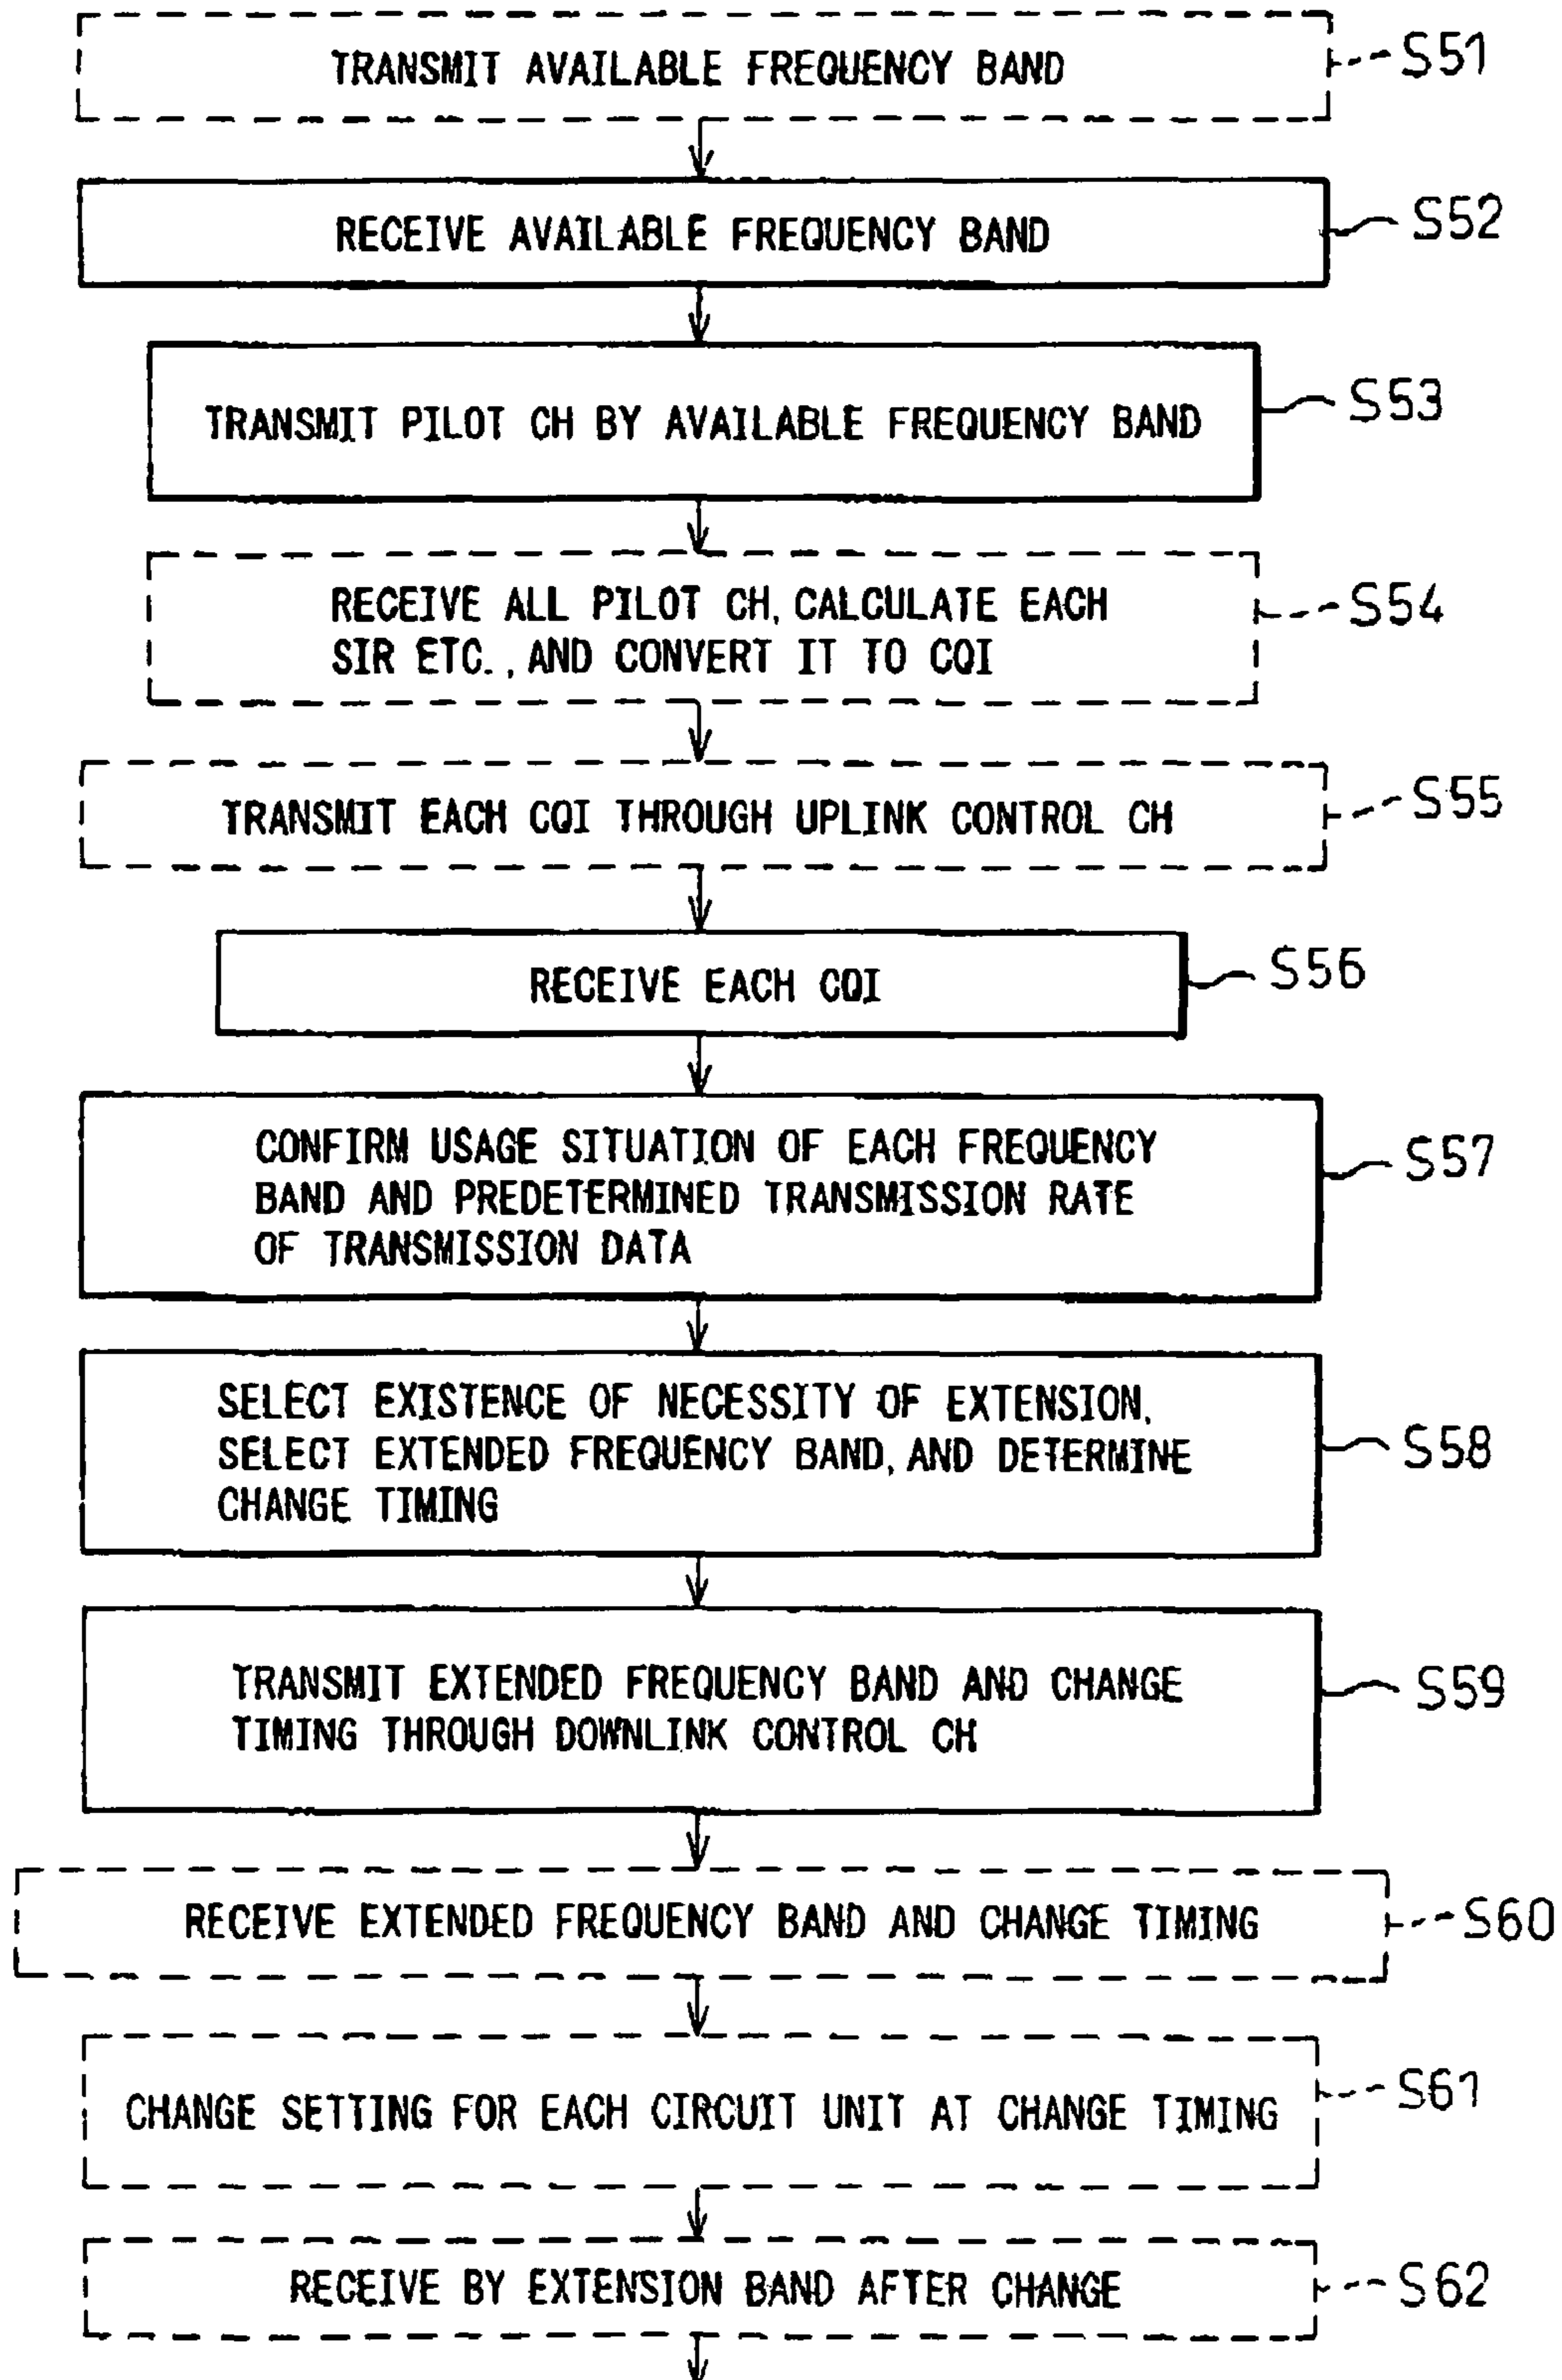 TRANSMIT AVAILABLE FREQUENCY BAND
S51
RECEIVE AVAILABLE FREQUENCY BAND
S52
TRANSMIT PILOT CH BY AVAILABLE FREQUENCY BAND
S53
RECEIVE ALL PILOT CH, CALCULATE EACH
SIR ETC., AND CONVERT IT TO CQI
S54
TRANSMIT EACH CQI THROUGH UPLINK CONTROL CH
S55
RECEIVE EACH CQI
S56
CONFIRM USAGE SITUATION OF EACH FREQUENCY
BAND AND PREDETERMINED TRANSMISSION RATE
OF TRANSMISSION DATA
S57
SELECT EXISTENCE OF NECESSITY OF EXTENSION,
SELECT EXTENDED FREQUENCY BAND, AND DETERMINE
CHANGE TIMING
S58
TRANSMIT EXTENDED FREQUENCY BAND AND CHANGE
TIMING THROUGH DOWNLINK CONTROL CH
S59
RECEIVE EXTENDED FREQUENCY BAND AND CHANGE TIMING
S60
CHANGE SETTING FOR EACH CIRCUIT UNIT AT CHANGE TIMING
S61
RECEIVE BY EXTENSION BAND AFTER CHANGE
S62